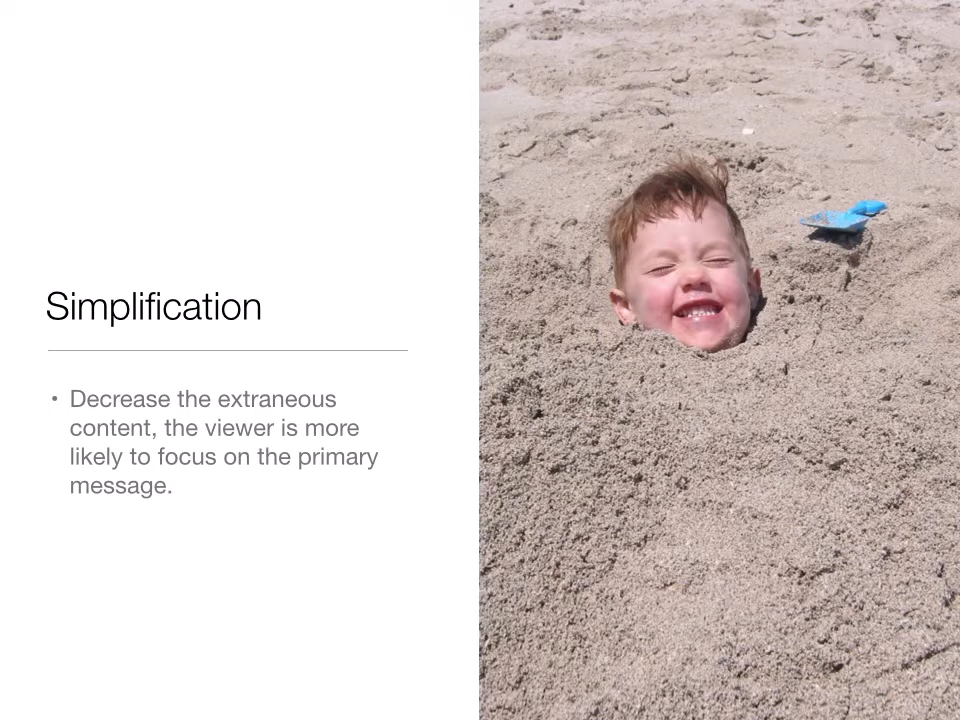 Simplification
• Decrease the extraneous
content, the viewer is more
likely to focus on the primary
message.